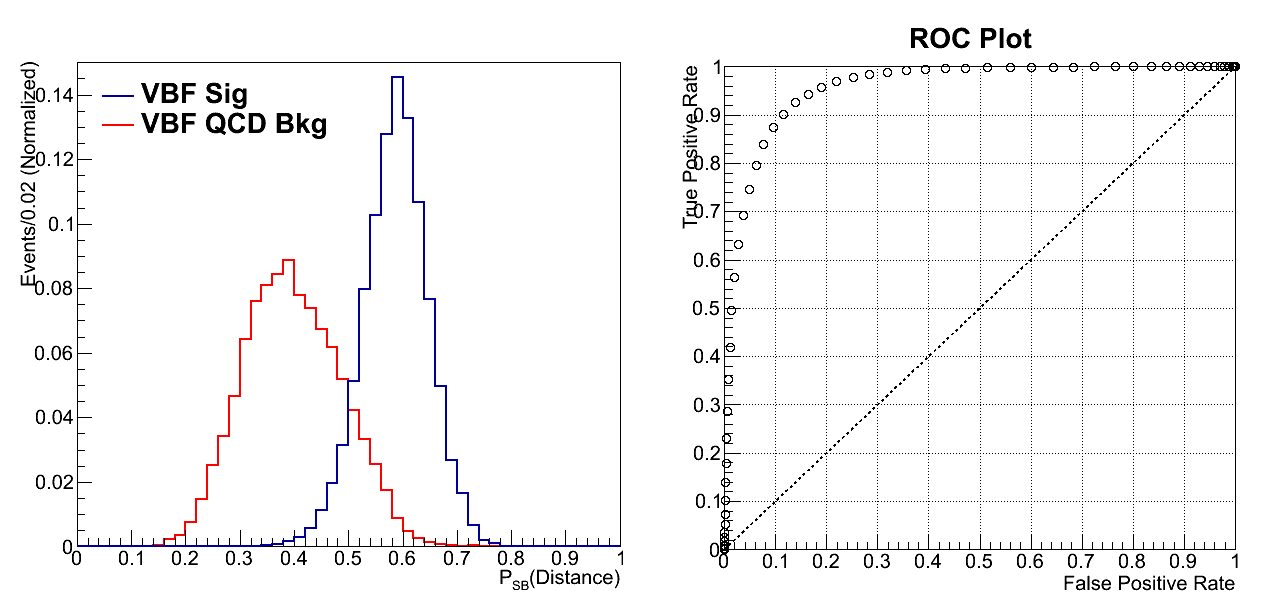 Events/0.02 (Normalized)
0.14
0.12
0.1
0.08
0.06
0.04
0.02
0
VBF Sig
VBF QCD Bkg
0 0.1 0.2 0.3 0.4 0.5 0.6 0.7 0.8 0.9 1
P_SB(Distance)
ROC Plot
True Positive Rate
1
0.9
0.8
0.7
0.6
0.5
0.4
0.3
0.2
0.1
0
0 0.1 0.2 0.3 0.4 0.5 0.6 0.7 0.8 0.9 1
False Positive Rate